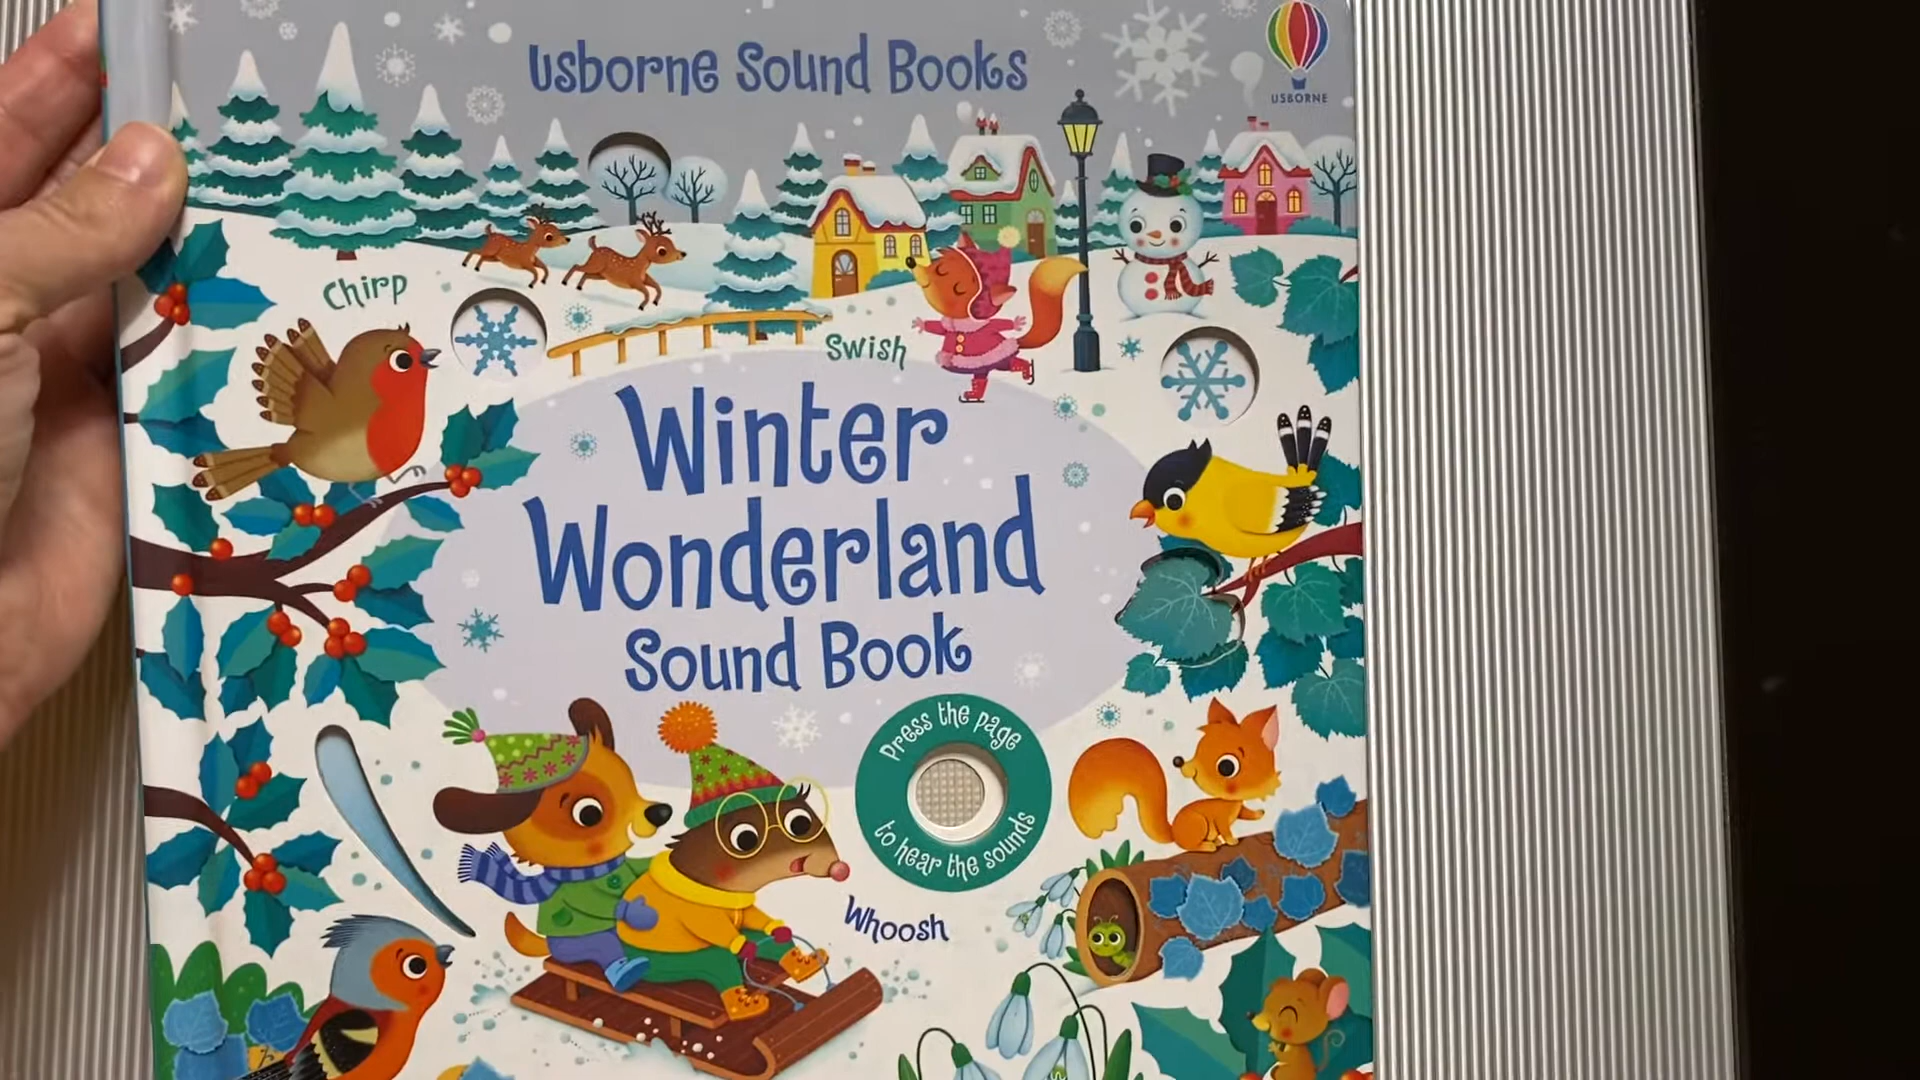 Usborne Sound Books
USBORNE
Chirp
Swish
Winter
Wonderland
Sound Book
Press the page
to hear the sounds
Whoosh